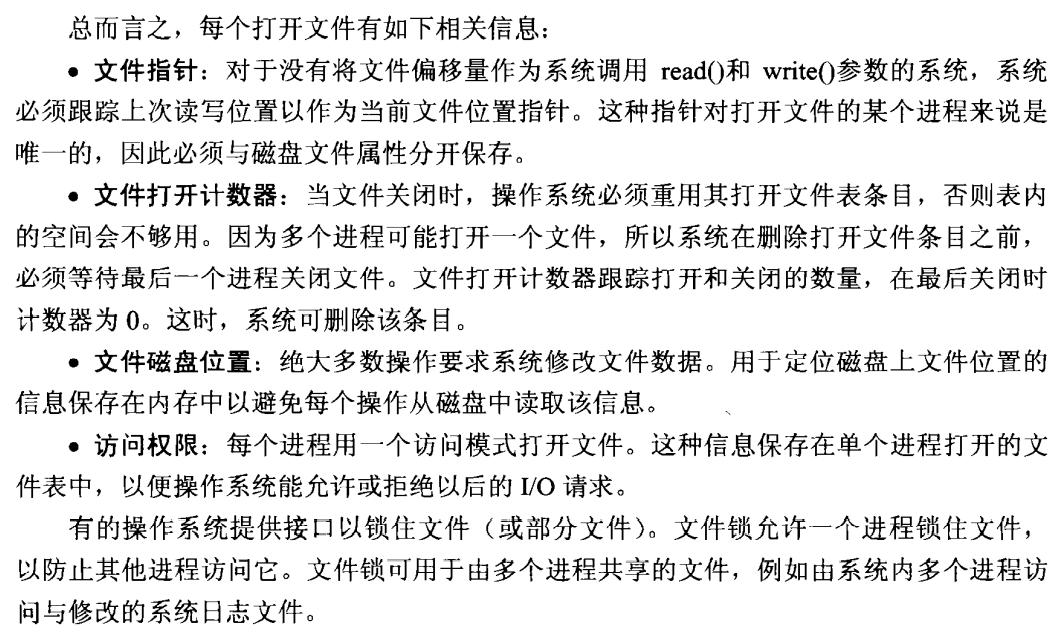 总而言之，每个打开文件有如下相关信息：
• 文件指针：对于没有将文件偏移量作为系统调用 read()和 write()参数的系统，系统
必须跟踪上次读写位置以作为当前文件位置指针。这种指针对打开文件的某个进程来说是
唯一的，因此必须与磁盘文件属性分开保存。
• 文件打开计数器：当文件关闭时，操作系统必须重用其打开文件表条目，否则表内
的空间会不够用。因为多个进程可能打开一个文件，所以系统在删除打开文件条目之前，
必须等待最后一个进程关闭文件。文件打开计数器跟踪打开和关闭的数量，在最后关闭时
计数器为 0。这时，系统可删除该条目。
• 文件磁盘位置：绝大多数操作要求系统修改文件数据。用于定位磁盘上文件位置的
信息保存在内存中以避免每个操作从磁盘中读取该信息。
• 访问权限：每个进程用一个访问模式打开文件。这种信息保存在单个进程打开的文
件表中，以便操作系统能允许或拒绝以后的 I/O 请求。
有的操作系统提供接口以锁住文件（或部分文件）。文件锁允许一个进程锁住文件，
以防止其他进程访问它。文件锁可用于由多个进程共享的文件，例如由系统内多个进程访
问与修改的系统日志文件。